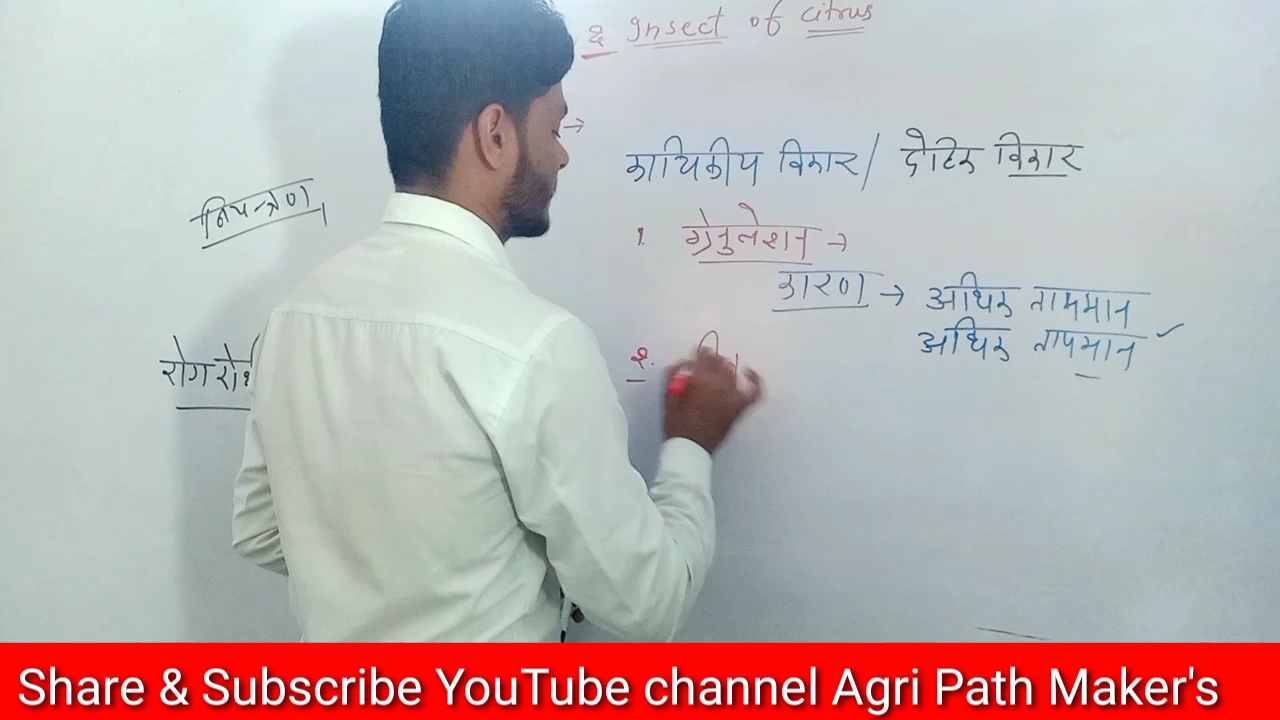 & Insect of citrus
→
कायिकीय विकार/ दैहिक विकार
नियन्त्रण
1. ग्रेनुलेशन →
कारण → अधिक तापमान
अधिक तापमान ✓
रोग
२.
Share & Subscribe YouTube channel Agri Path Maker's